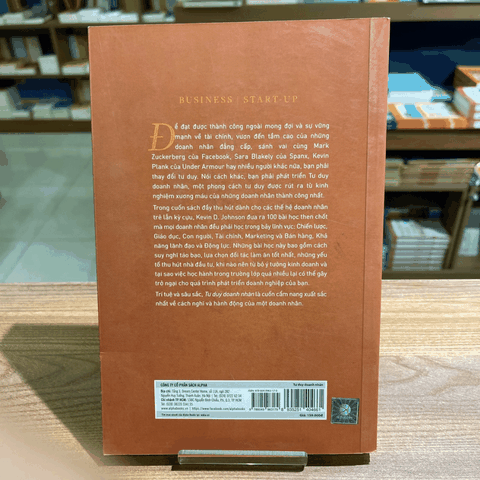 BUSINESS | START-UP
Để đạt được thành công ngoài mong đợi và sự vững
mạnh về tài chính, vươn đến tầm cao của những
doanh nhân đẳng cấp, sánh vai cùng Mark
Zuckerberg của Facebook, Sara Blakely của Spanx, Kevin
Plank của Under Armour hay nhiều người khác nữa, bạn phải
thay đổi tư duy. Nói cách khác, bạn phải phát triển Tư duy
doanh nhân, một phong cách tư duy được rút ra từ kinh
nghiệm xương máu của những doanh nhân thành công nhất.
Trong cuốn sách đầy thu hút dành cho các thế hệ doanh nhân
trẻ lẫn kỳ cựu, Kevin D. Johnson đưa ra 100 bài học then chốt
mà mọi doanh nhân đều phải học trong bảy lĩnh vực: Chiến lược,
Giáo dục, Con người, Tài chính, Marketing và Bán hàng, Khả
năng lãnh đạo và Động lực. Những bài học này bao gồm cách
suy nghĩ táo bạo, lựa chọn đối tác làm ăn tốt nhất, những yếu
tố thu hút nhà đầu tư, khi nào nên từ bỏ ý tưởng kinh doanh và
tại sao việc học hành trong trường lớp quá nhiều lại có thể gây
trở ngại cho quá trình phát triển doanh nghiệp của bạn.
Trí tuệ và sâu sắc, Tư duy doanh nhân là cuốn cẩm nang xuất sắc
nhất về cách nghĩ và hành động của một doanh nhân.
CÔNG TY CỔ PHẦN SÁCH ALPHA
Tư duy doanh nhân